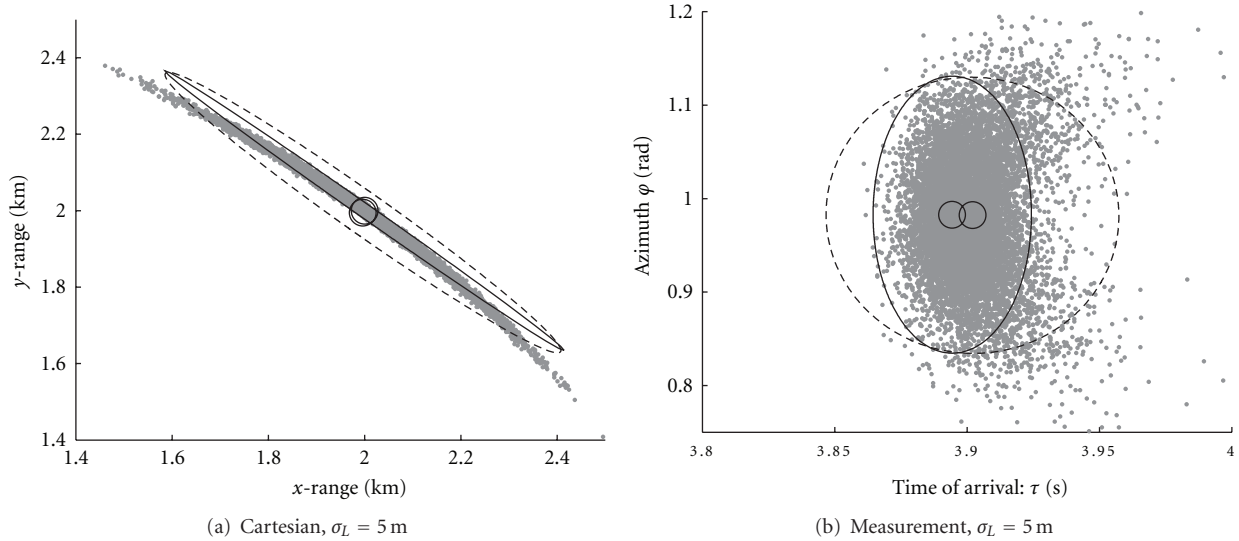 2.4
2.2
2
1.8
1.6
1.4
y-range (km)
1.4 1.6 1.8 2 2.2 2.4
x-range (km)
(a) Cartesian, σL = 5 m
1.2
1.1
1
0.9
0.8
Azimuth φ (rad)
3.8 3.85 3.9 3.95 4
Time of arrival: τ (s)
(b) Measurement, σL = 5 m